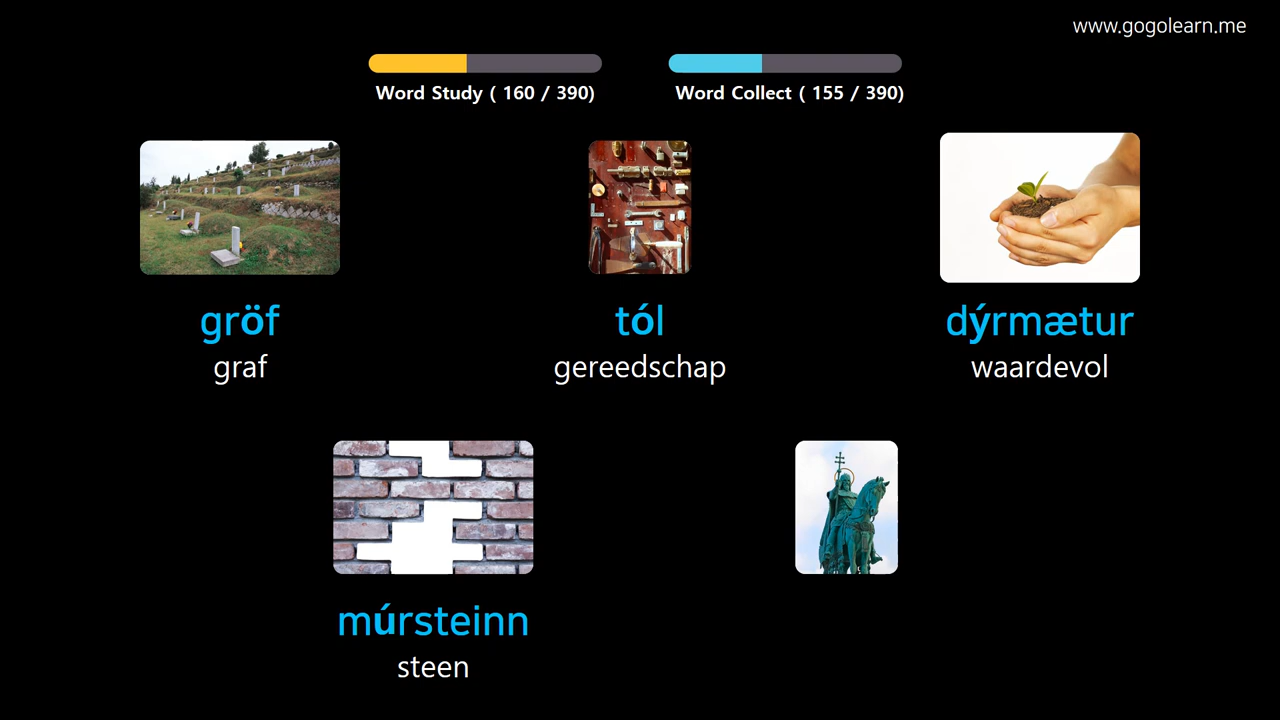 www.gogolearn.me
Word Study ( 160 / 390)
Word Collect ( 155 / 390)
gröf
graf
tól
gereedschap
dýrmætur
waardevol
múrsteinn
steen